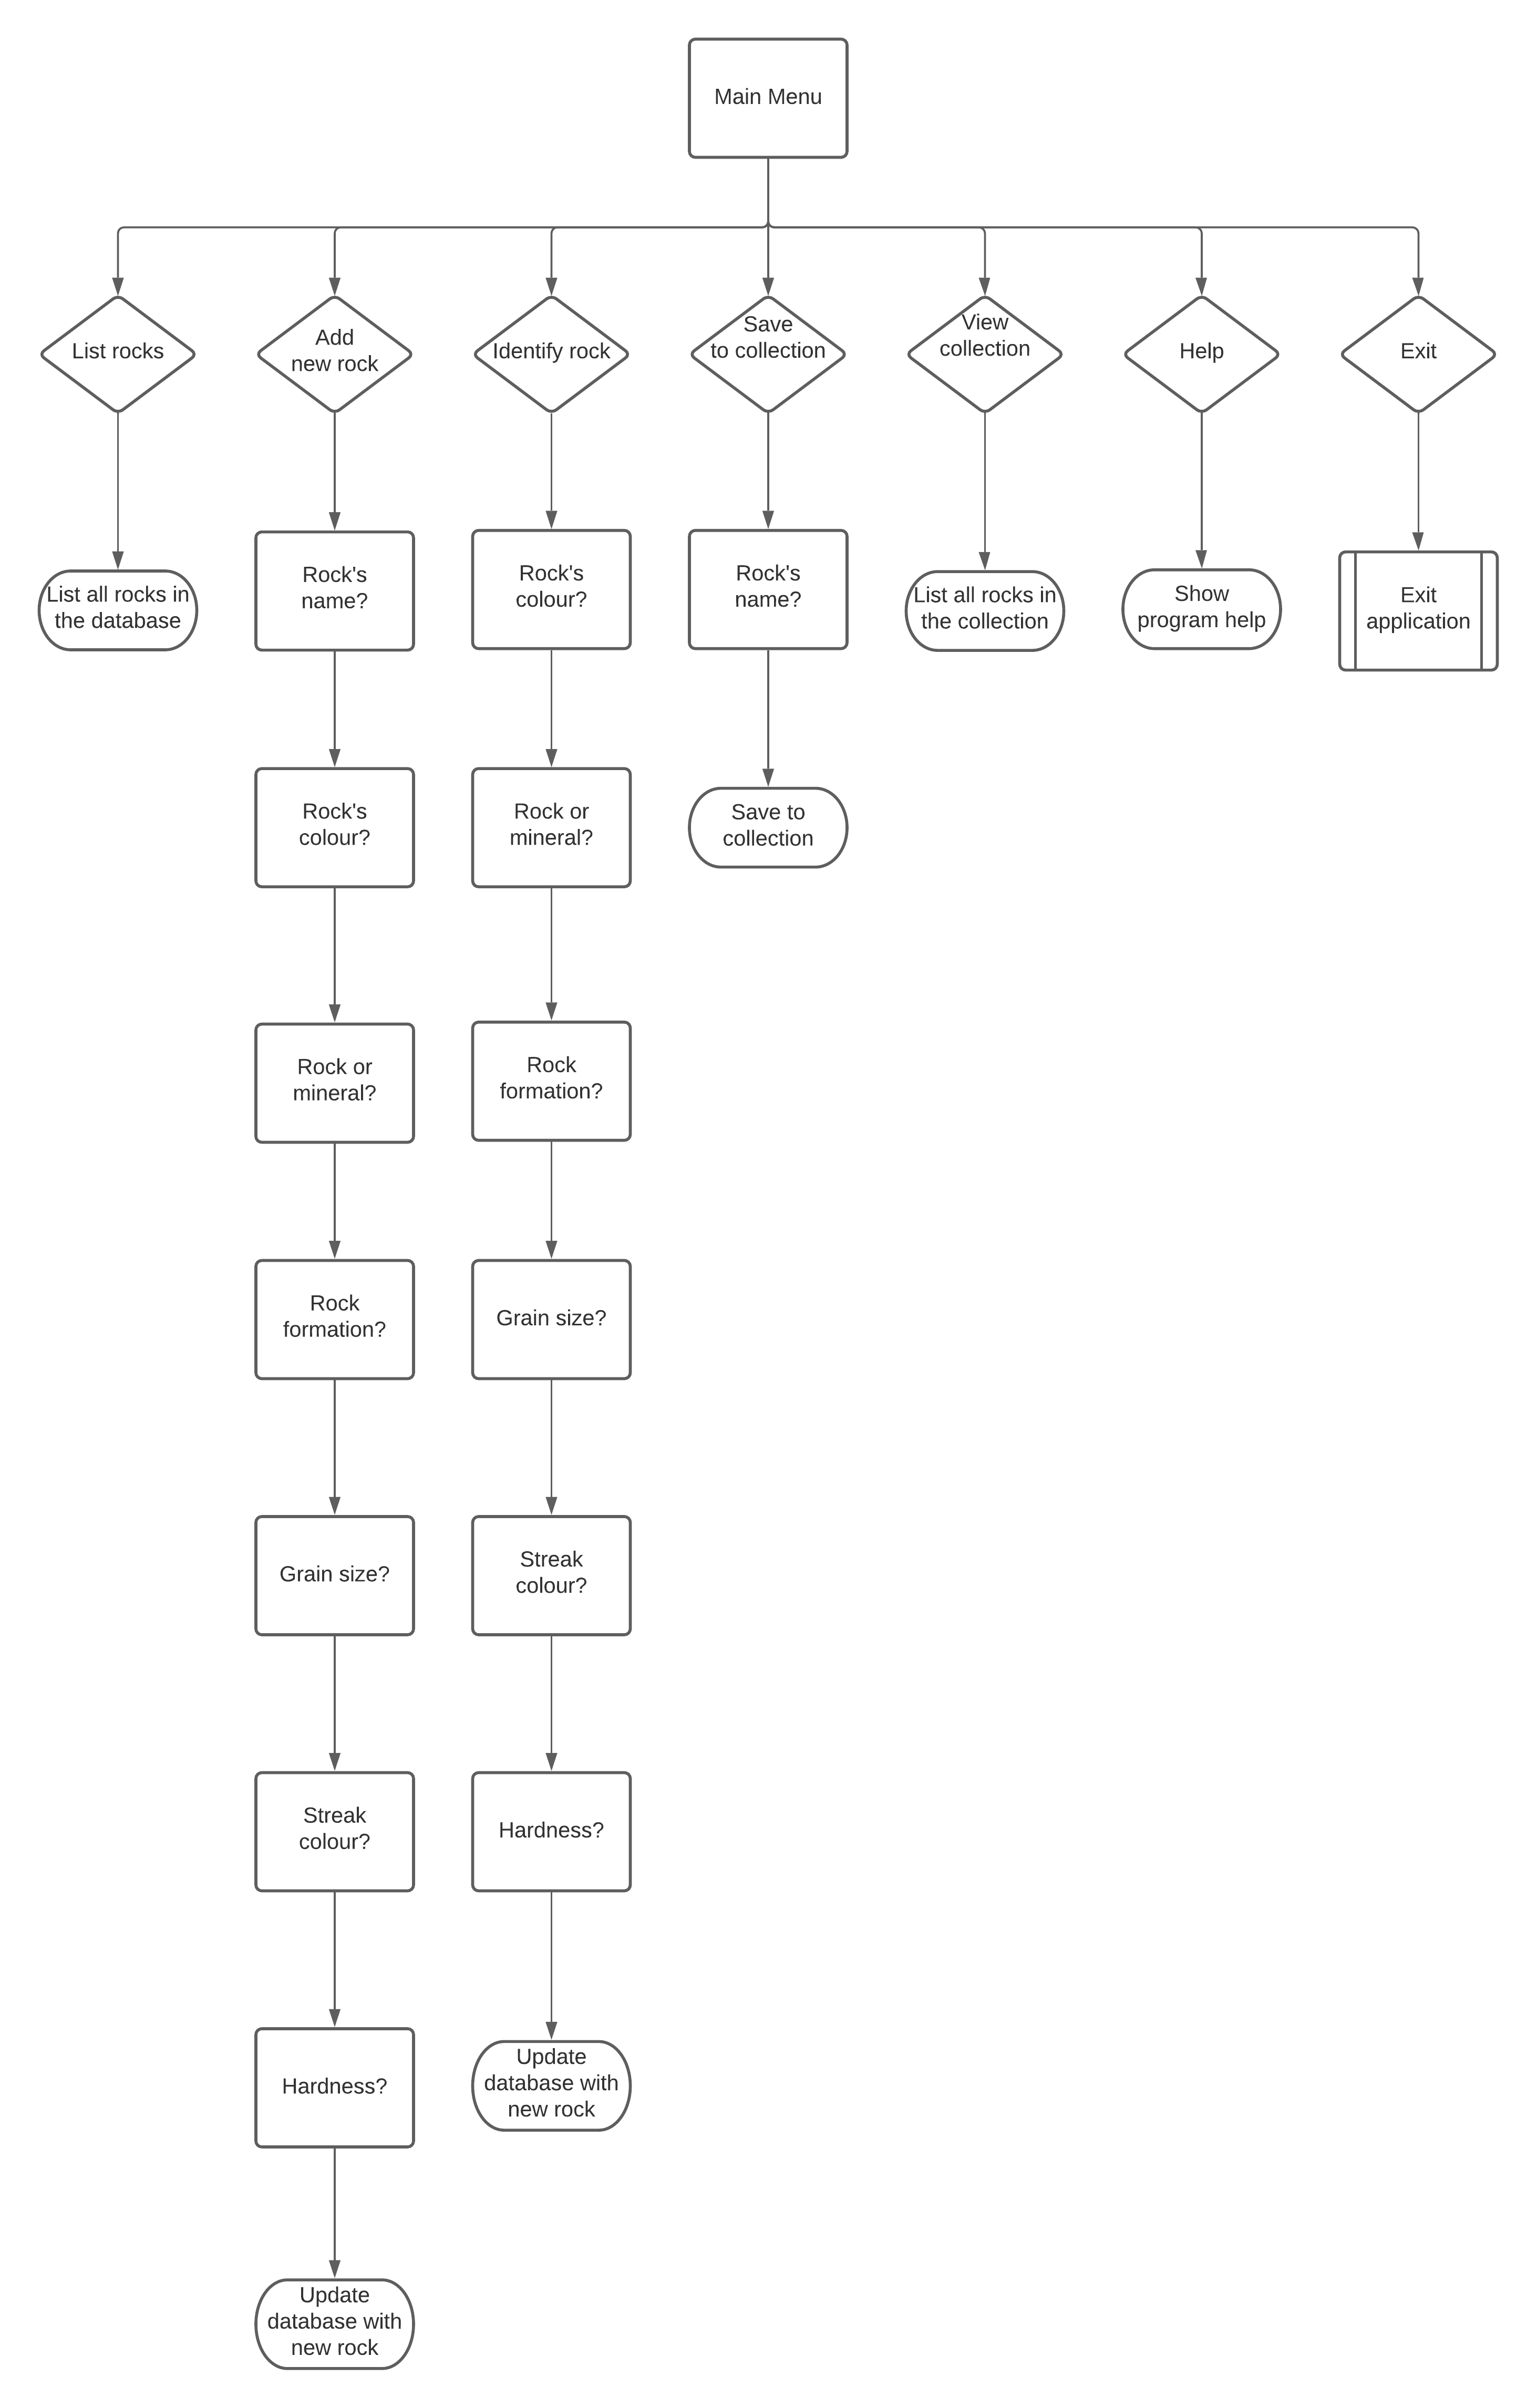 Main Menu
List rocks
Add
new rock
Identify rock
Save
to collection
View
collection
Help
Exit
List all rocks in
the database
Rock's
name?
Rock's
colour?
Rock's
name?
List all rocks in
the collection
Show
program help
Exit
application
Rock's
colour?
Rock or
mineral?
Save to
collection
Rock or
mineral?
Rock
formation?
Rock
formation?
Grain size?
Grain size?
Streak
colour?
Streak
colour?
Hardness?
Hardness?
Update
database with
new rock
Update
database with
new rock